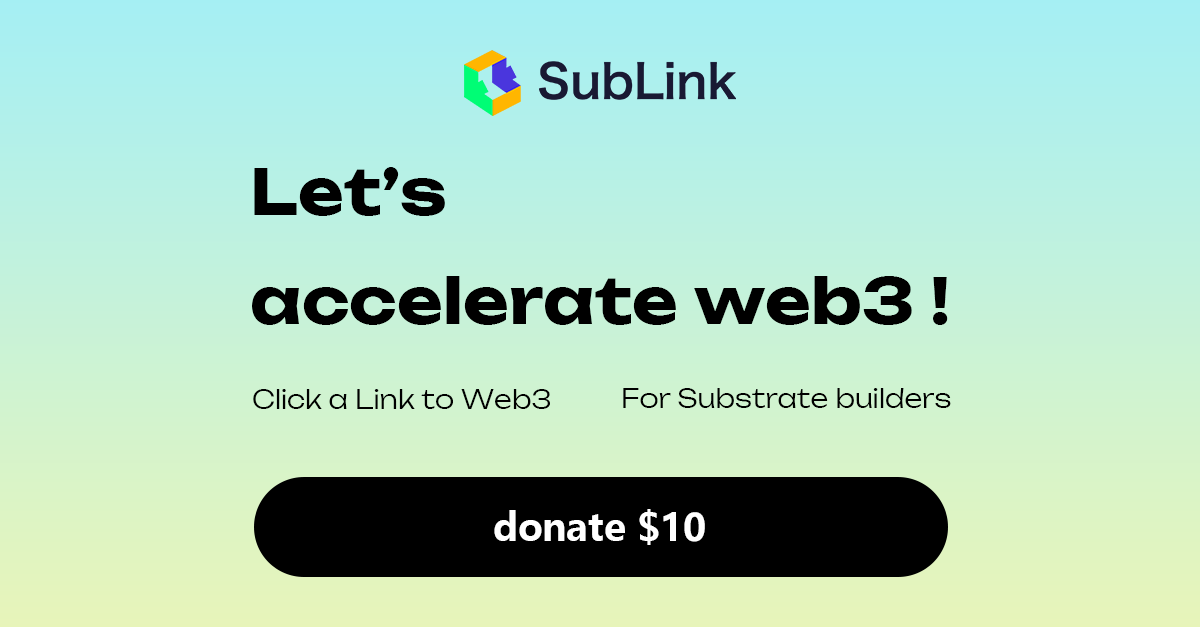 SubLink
Let’s
accelerate web3 !
Click a Link to Web3
For Substrate builders
donate $10